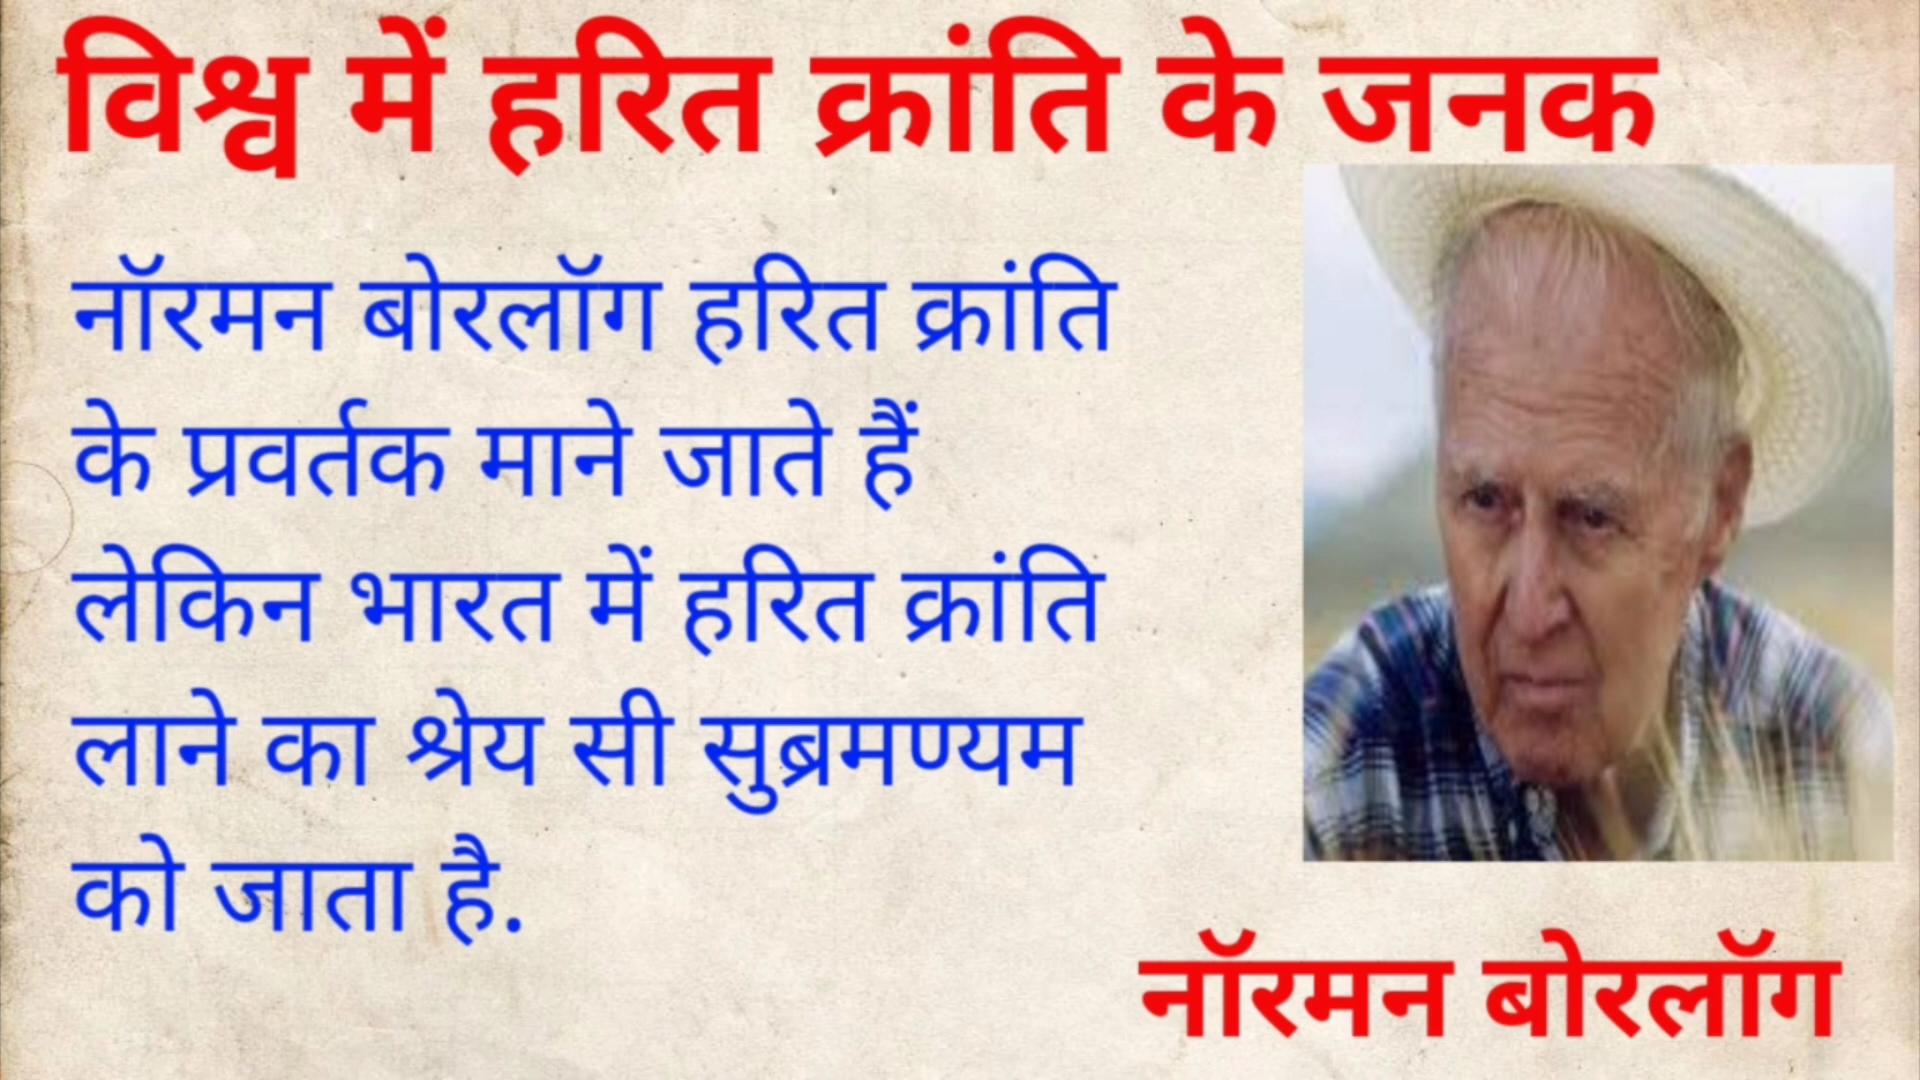 विश्व में हरित क्रांति के जनक
नॉरमन बोरलॉग हरित क्रांति
के प्रवर्तक माने जाते हैं
लेकिन भारत में हरित क्रांति
लाने का श्रेय सी सुब्रमण्यम
को जाता है.
नॉरमन बोरलॉग